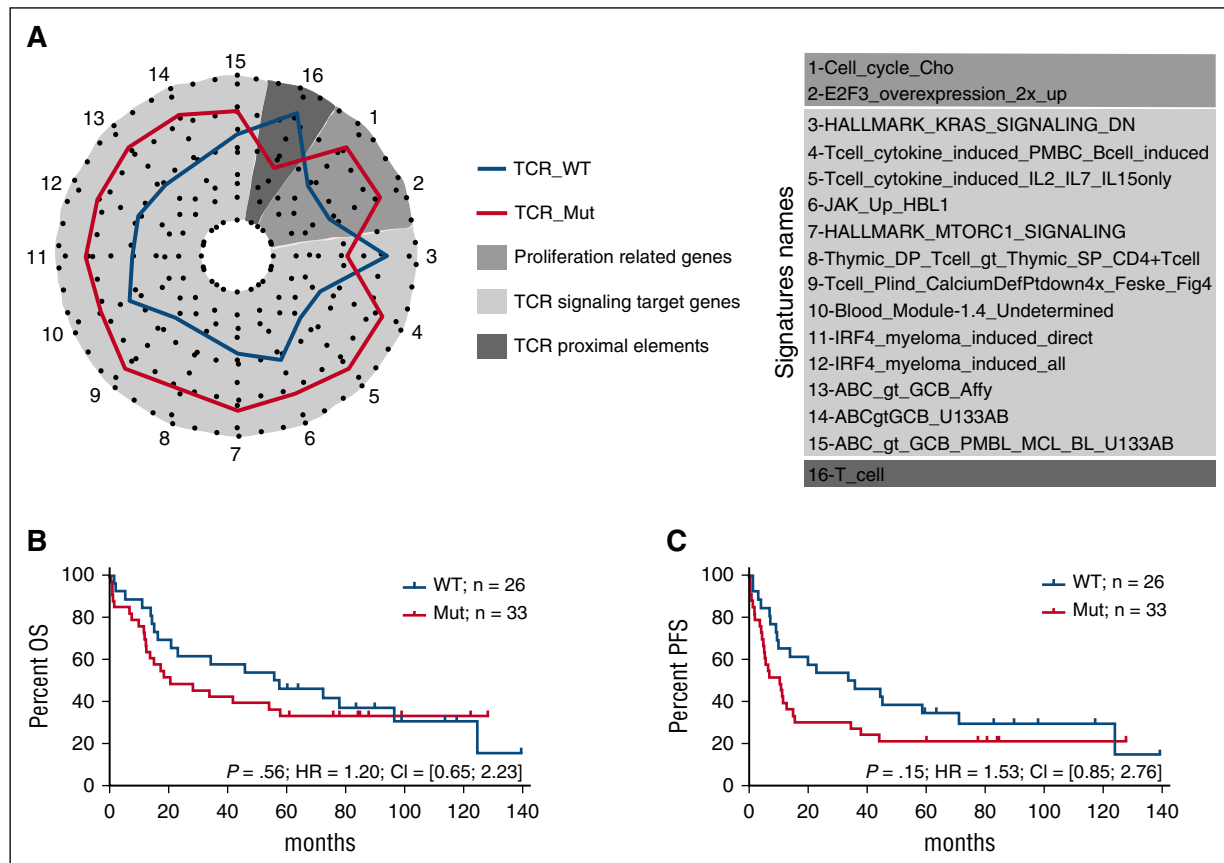 A
15
16
1
2
3
4
5
6
7
8
9
10
11
12
13
14
TCR_WT
TCR_Mut
Proliferation related genes
TCR signaling target genes
TCR proximal elements
Signatures names
1-Cell_cycle_Cho
2-E2F3_overexpression_2x_up
3-HALLMARK_KRAS_SIGNALING_DN
4-Tcell_cytokine_induced_PMBC_Bcell_induced
5-Tcell_cytokine_induced_IL2_IL7_IL15only
6-JAK_Up_HBL1
7-HALLMARK_MTORC1_SIGNALING
8-Thymic_DP_Tcell_gt_Thymic_SP_CD4+Tcell
9-Tcell_PIind_CalciumDefPtdown4x_Feske_Fig4
10-Blood_Module-1.4_Undetermined
11-IRF4_myeloma_induced_direct
12-IRF4_myeloma_induced_all
13-ABC_gt_GCB_Affy
14-ABCgtGCB_U133AB
15-ABC_gt_GCB_PMBL_MCL_BL_U133AB
16-T_cell
B
Percent OS
100
80
60
40
20
0
WT; n = 26
Mut; n = 33
P = .56; HR = 1.20; CI = [0.65; 2.23]
0 20 40 60 80 100 120 140
months
C
Percent PFS
100
80
60
40
20
0
WT; n = 26
Mut; n = 33
P = .15; HR = 1.53; CI = [0.85; 2.76]
0 20 40 60 80 100 120 140
months